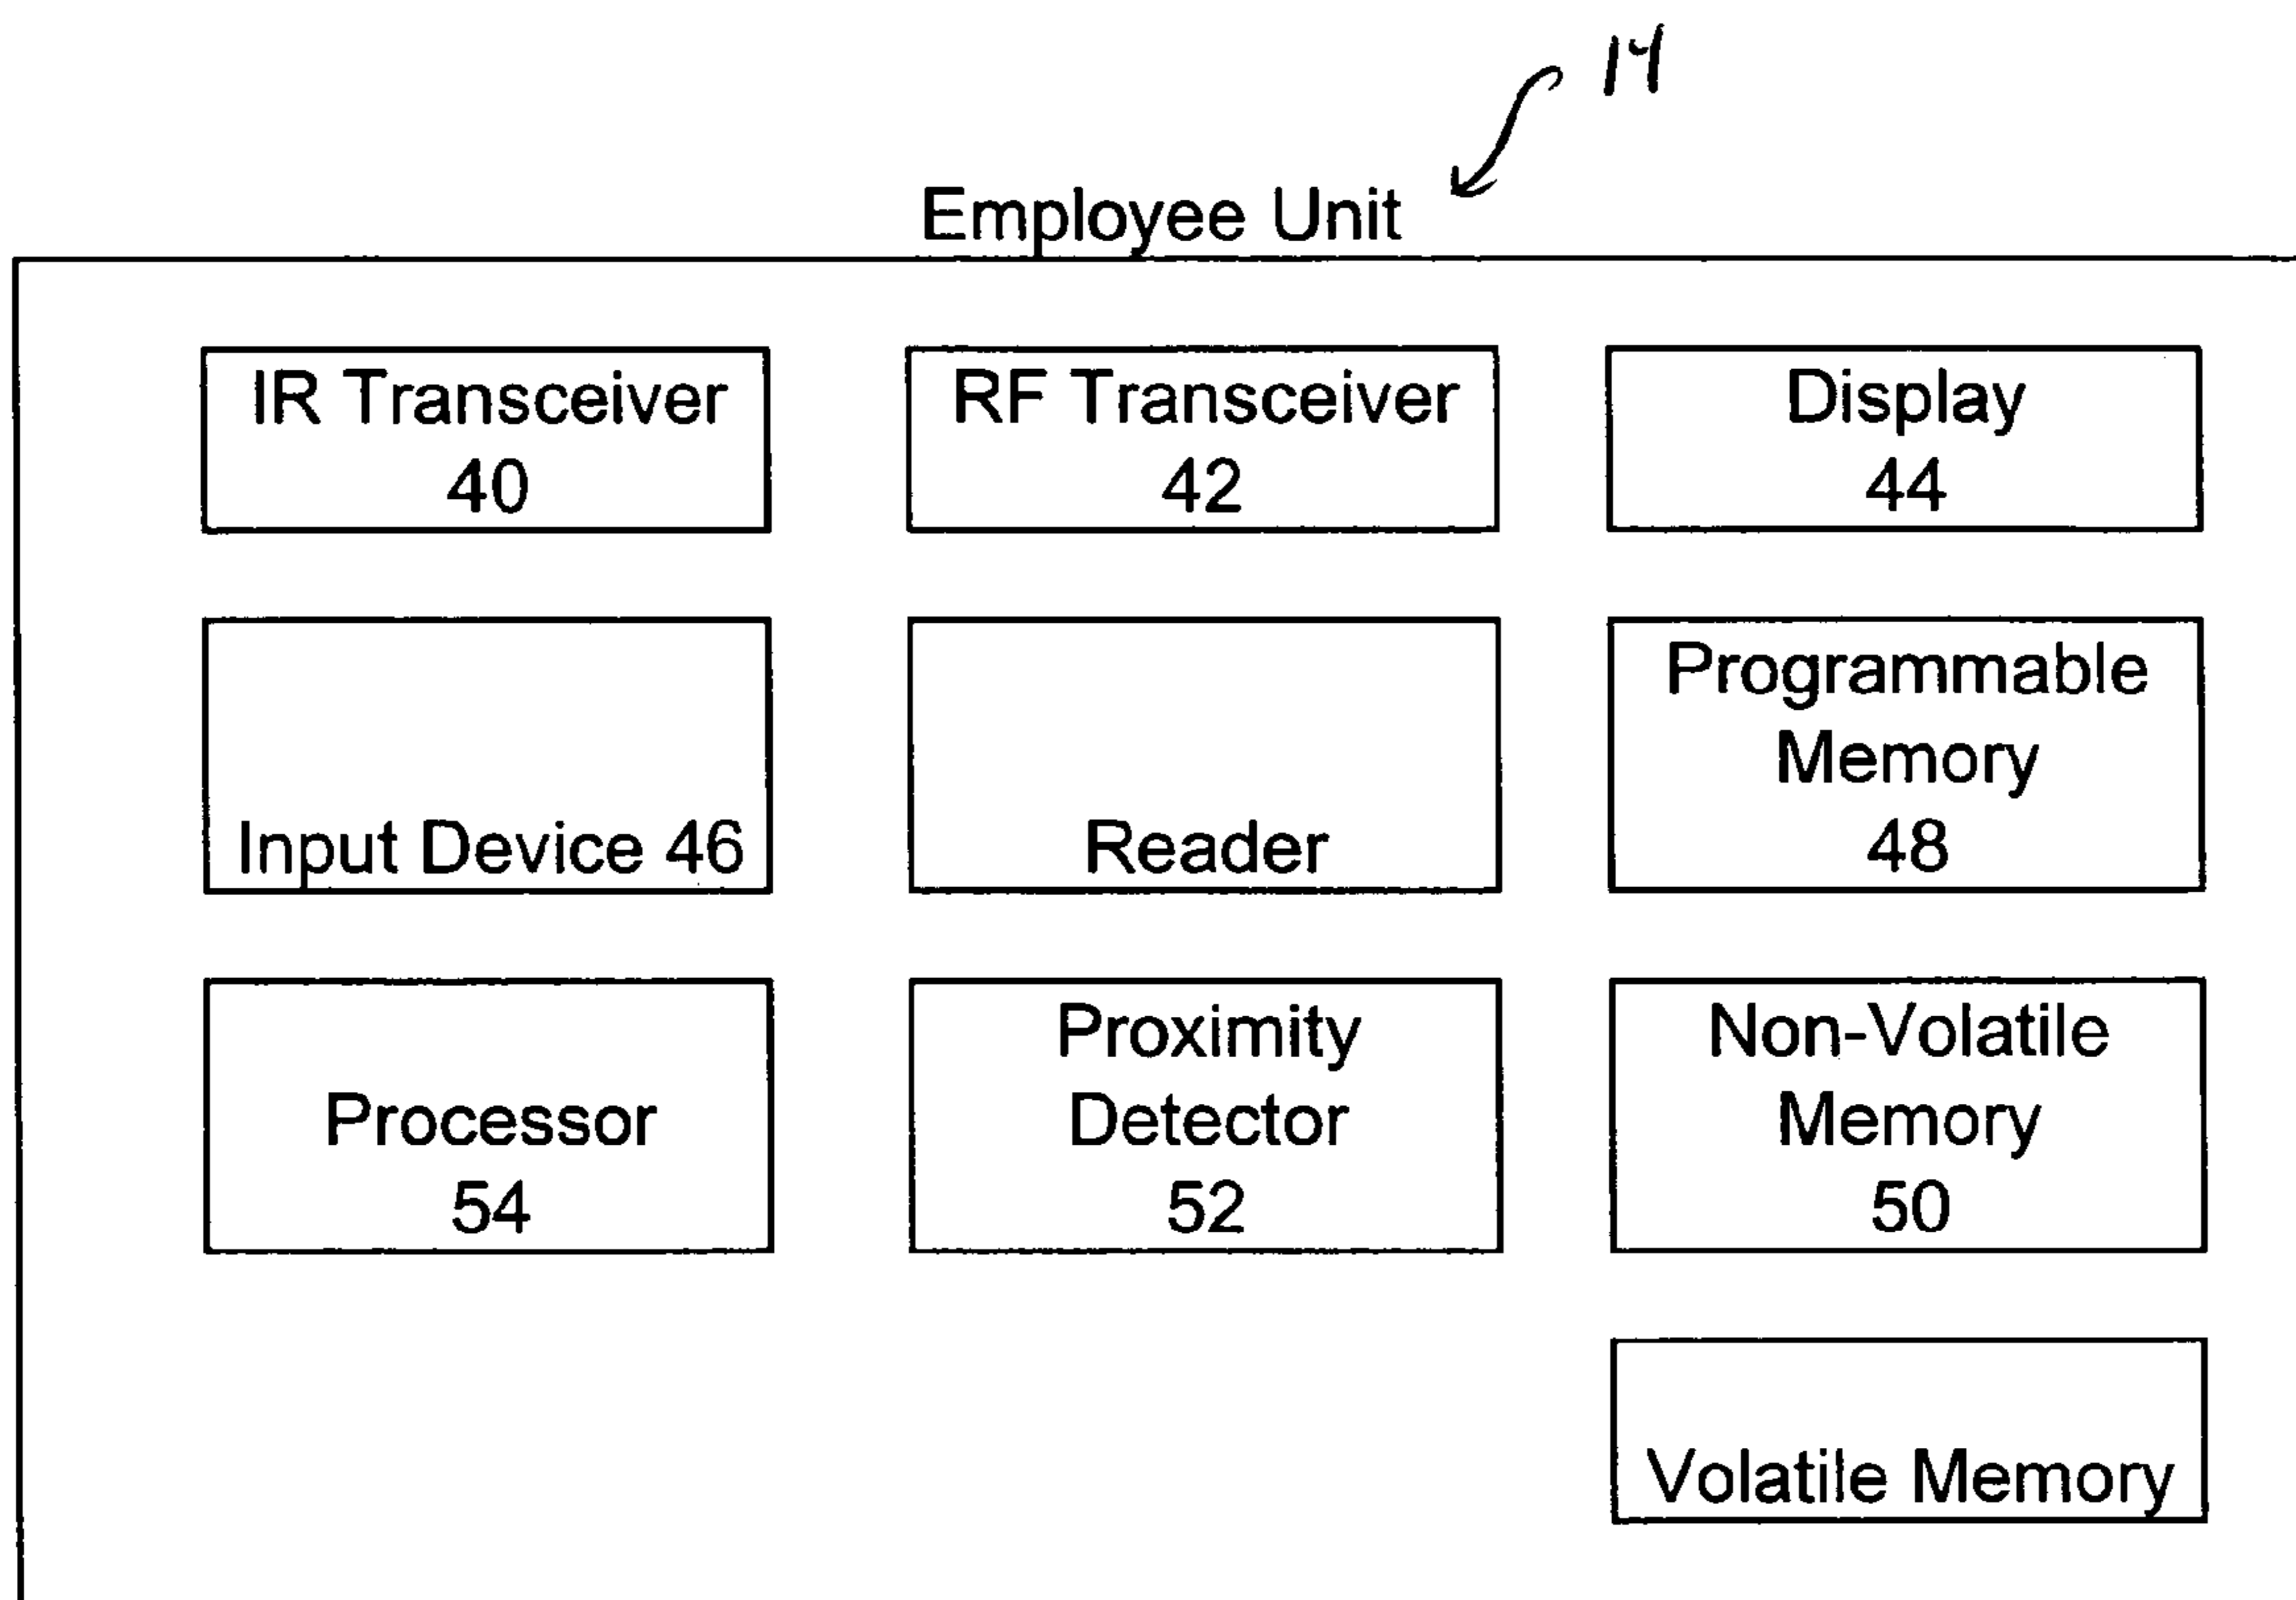 14
Employee Unit
IR Transceiver
40
RF Transceiver
42
Display
44
Input Device 46
Reader
Programmable
Memory
48
Processor
54
Proximity
Detector
52
Non-Volatile
Memory
50
Volatile Memory